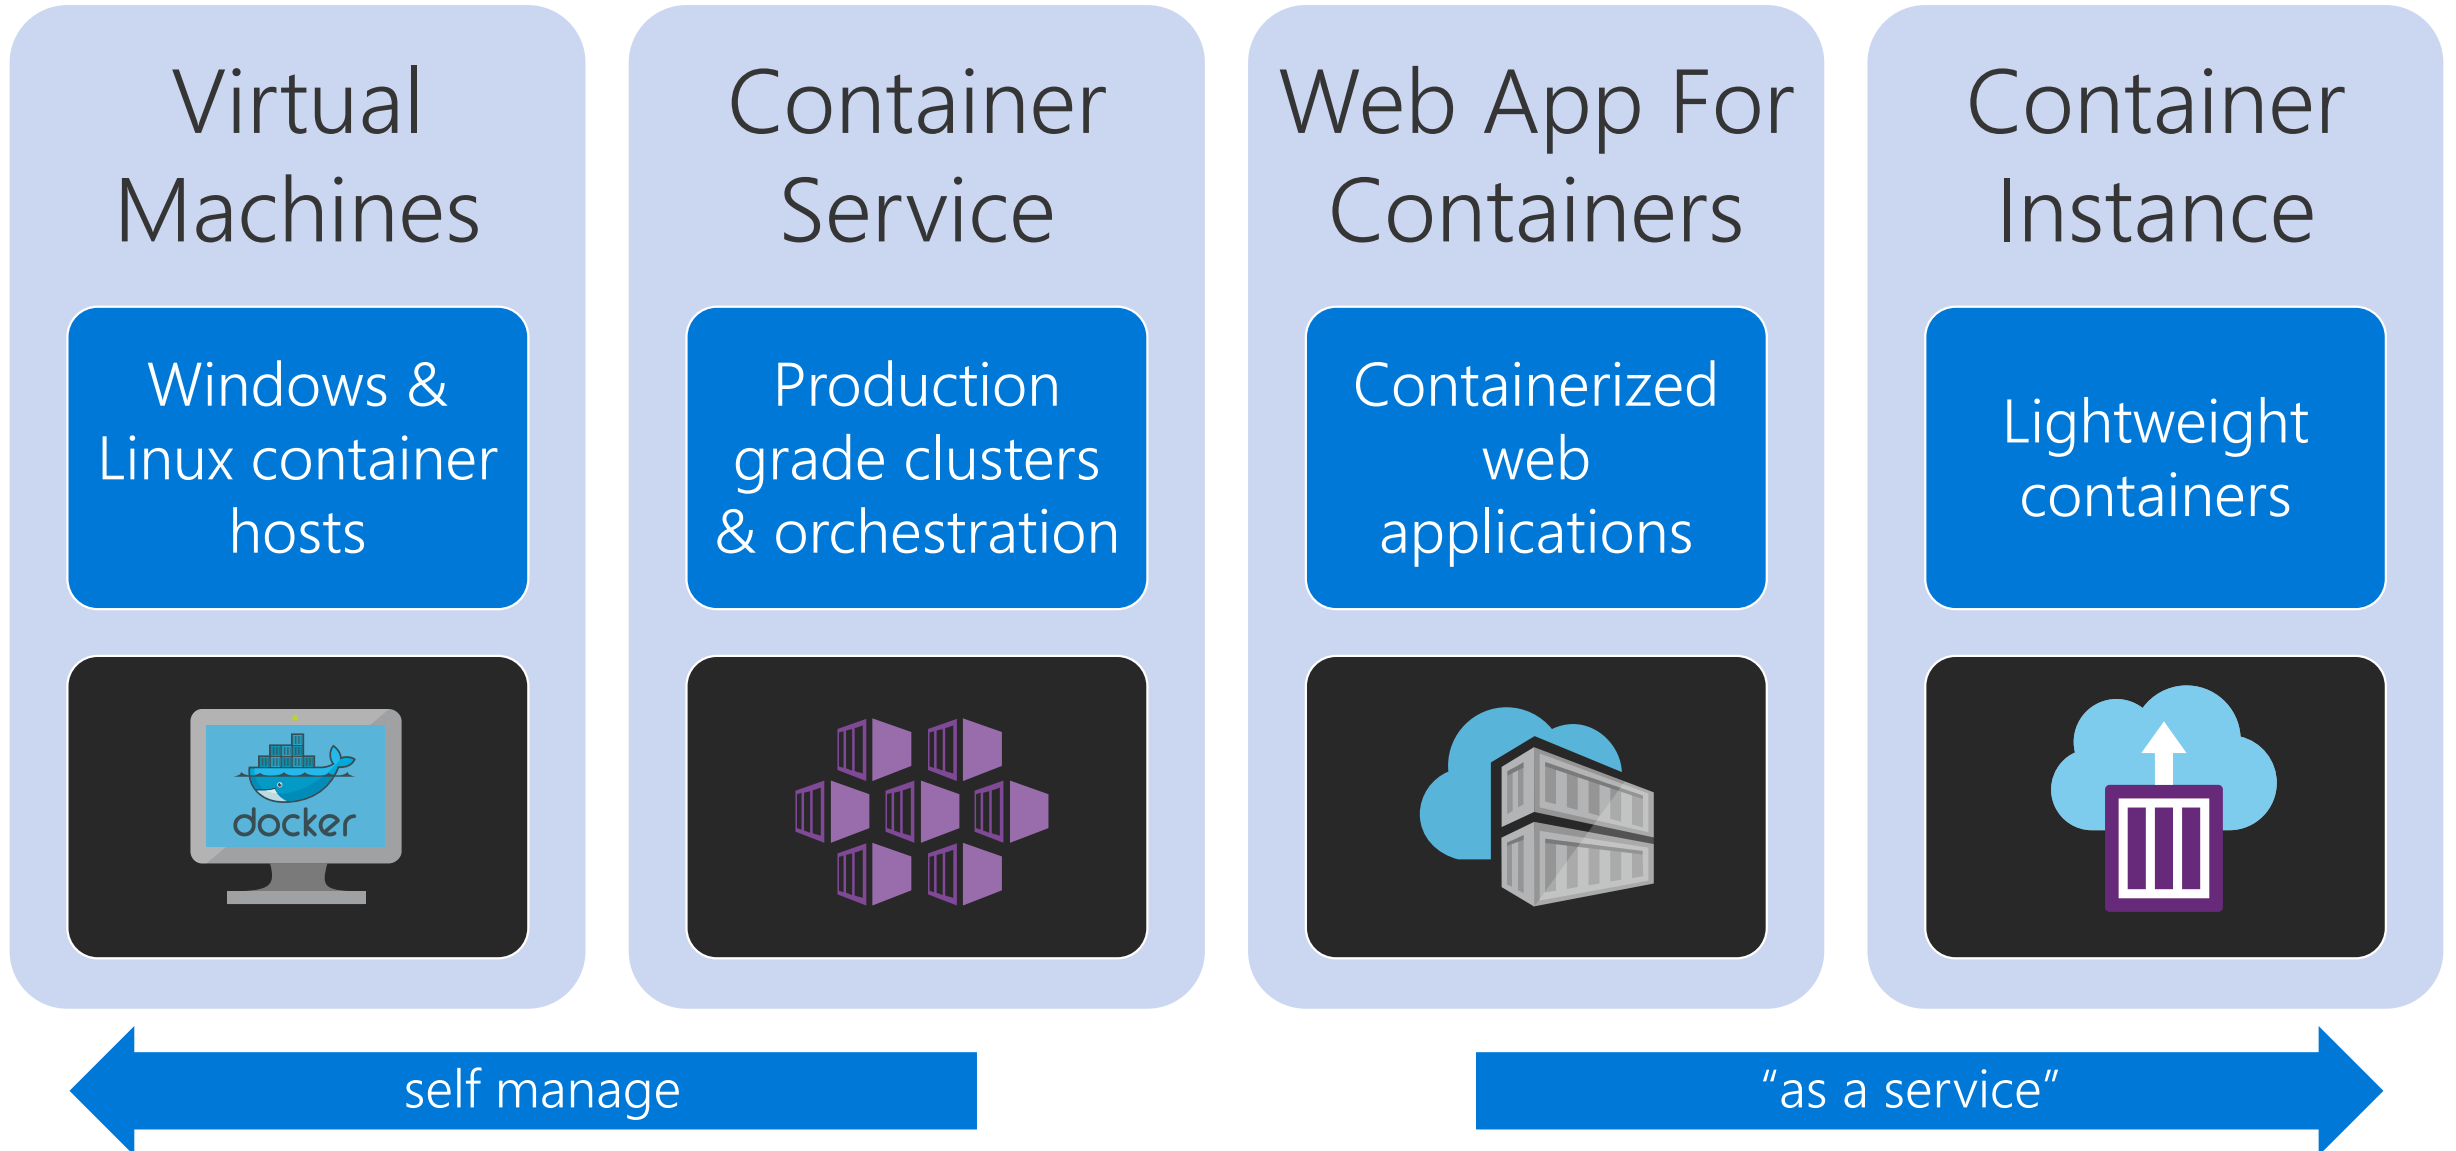 Virtual
Machines
Windows &
Linux container
hosts
docker
Container
Service
Production
grade clusters
& orchestration
Web App For
Containers
Containerized
web
applications
Container
Instance
Lightweight
containers
self manage
“as a service”